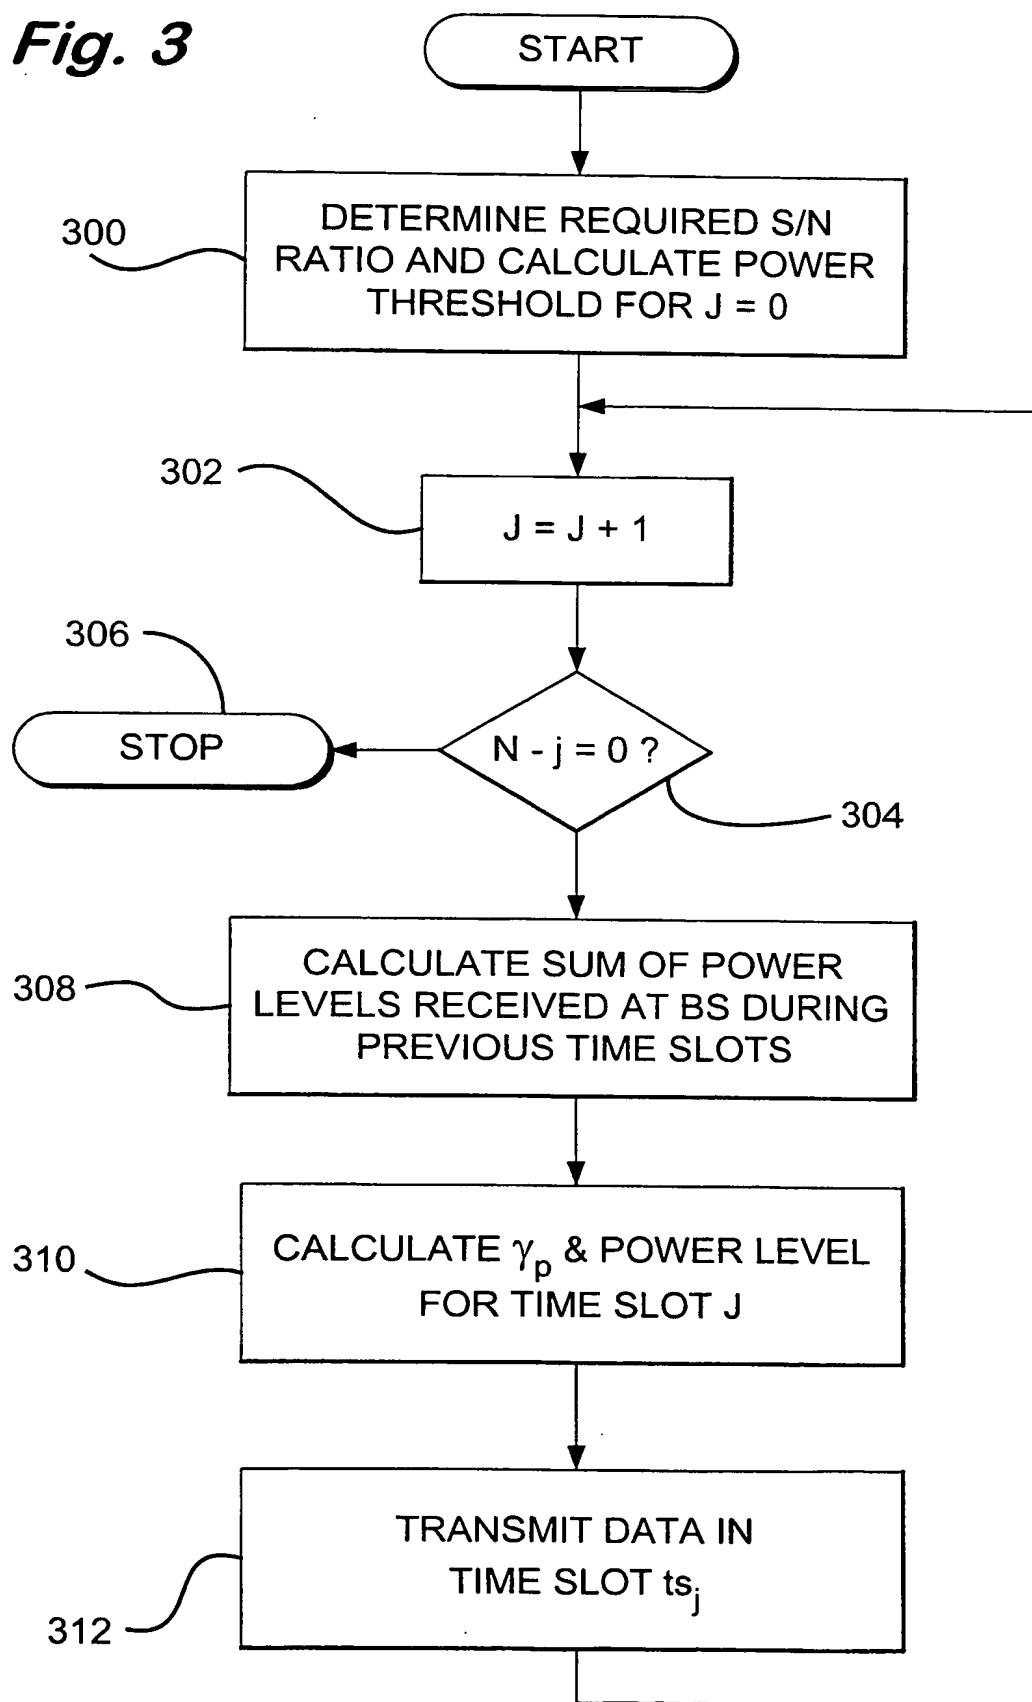 Fig. 3
START
300
DETERMINE REQUIRED S/N
RATIO AND CALCULATE POWER
THRESHOLD FOR J = 0
302
J = J + 1
306
STOP
N - j = 0 ?
304
308
CALCULATE SUM OF POWER
LEVELS RECEIVED AT BS DURING
PREVIOUS TIME SLOTS
310
CALCULATE γp & POWER LEVEL
FOR TIME SLOT J
312
TRANSMIT DATA IN
TIME SLOT tsj